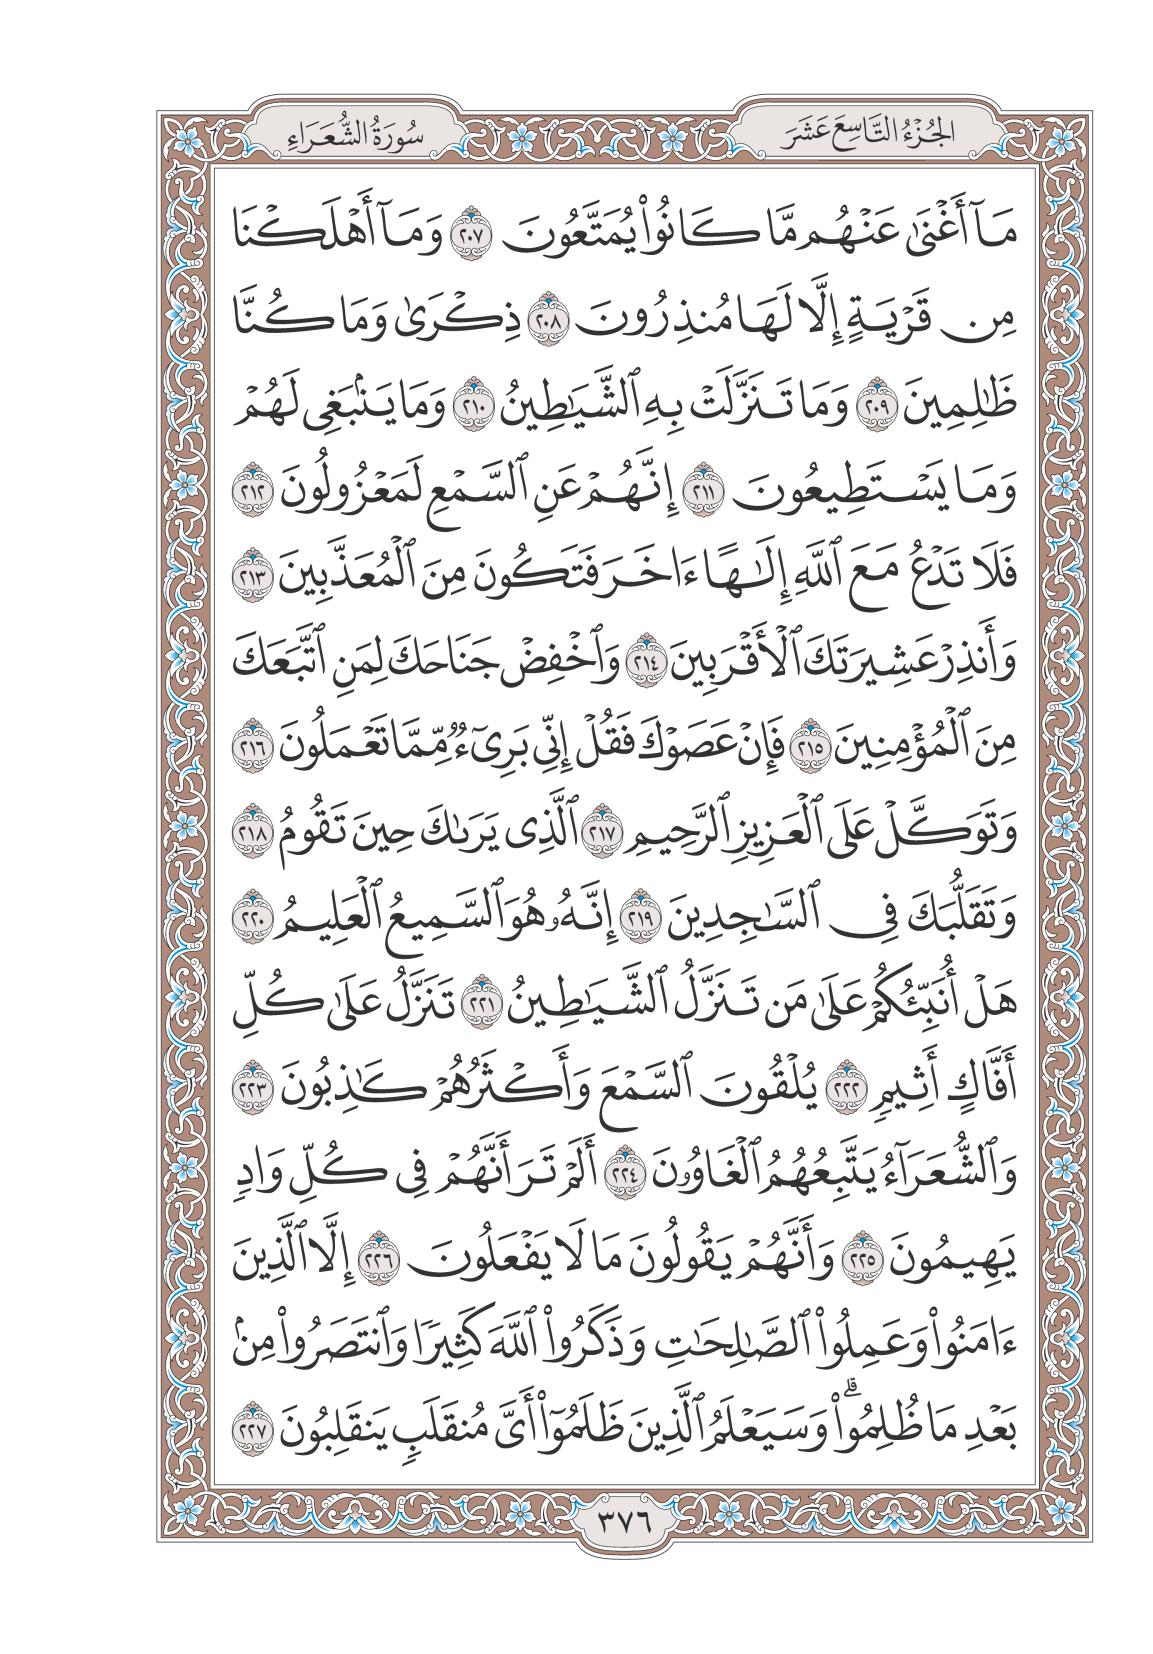 الجُزْءُ التَّاسِعَ عَشَرَ
سُورَةُ الشُّعَرَاءِ
مَآ أَغْنَىٰ عَنْهُم مَّا كَانُوا۟ يُمَتَّعُونَ ٢٠٧ وَمَآ أَهْلَكْنَا
مِن قَرْيَةٍ إِلَّا لَهَا مُنذِرُونَ ٢٠٨ ذِكْرَىٰ وَمَا كُنَّا
ظَٰلِمِينَ ٢٠٩ وَمَا تَنَزَّلَتْ بِهِ ٱلشَّيَٰطِينُ ٢١٠ وَمَا يَنۢبَغِى لَهُمْ
وَمَا يَسْتَطِيعُونَ ٢١١ إِنَّهُمْ عَنِ ٱلسَّمْعِ لَمَعْزُولُونَ ٢١٢
فَلَا تَدْعُ مَعَ ٱللَّهِ إِلَٰهًا ءَاخَرَ فَتَكُونَ مِنَ ٱلْمُعَذَّبِينَ ٢١٣
وَأَنذِرْ عَشِيرَتَكَ ٱلْأَقْرَبِينَ ٢١٤ وَٱخْفِضْ جَنَاحَكَ لِمَنِ ٱتَّبَعَكَ
مِنَ ٱلْمُؤْمِنِينَ ٢١٥ فَإِنْ عَصَوْكَ فَقُلْ إِنِّى بَرِىٓءٌ مِّمَّا تَعْمَلُونَ ٢١٦
وَتَوَكَّلْ عَلَى ٱلْعَزِيزِ ٱلرَّحِيمِ ٢١٧ ٱلَّذِى يَرَىٰكَ حِينَ تَقُومُ ٢١٨
وَتَقَلُّبَكَ فِى ٱلسَّٰجِدِينَ ٢١٩ إِنَّهُۥ هُوَ ٱلسَّمِيعُ ٱلْعَلِيمُ ٢٢٠
هَلْ أُنَبِّئُكُمْ عَلَىٰ مَن تَنَزَّلُ ٱلشَّيَٰطِينُ ٢٢١ تَنَزَّلُ عَلَىٰ كُلِّ
أَفَّاكٍ أَثِيمٍ ٢٢٢ يُلْقُونَ ٱلسَّمْعَ وَأَكْثَرُهُمْ كَٰذِبُونَ ٢٢٣
وَٱلشُّعَرَآءُ يَتَّبِعُهُمُ ٱلْغَاوُۥنَ ٢٢٤ أَلَمْ تَرَ أَنَّهُمْ فِى كُلِّ وَادٍ
يَهِيمُونَ ٢٢٥ وَأَنَّهُمْ يَقُولُونَ مَا لَا يَفْعَلُونَ ٢٢٦ إِلَّا ٱلَّذِينَ
ءَامَنُوا۟ وَعَمِلُوا۟ ٱلصَّٰلِحَٰتِ وَذَكَرُوا۟ ٱللَّهَ كَثِيرًا وَٱنتَصَرُوا۟ مِنۢ
بَعْدِ مَا ظُلِمُوا۟ ۗ وَسَيَعْلَمُ ٱلَّذِينَ ظَلَمُوٓا۟ أَىَّ مُنقَلَبٍ يَنقَلِبُونَ ٢٢٧
٣٧٦